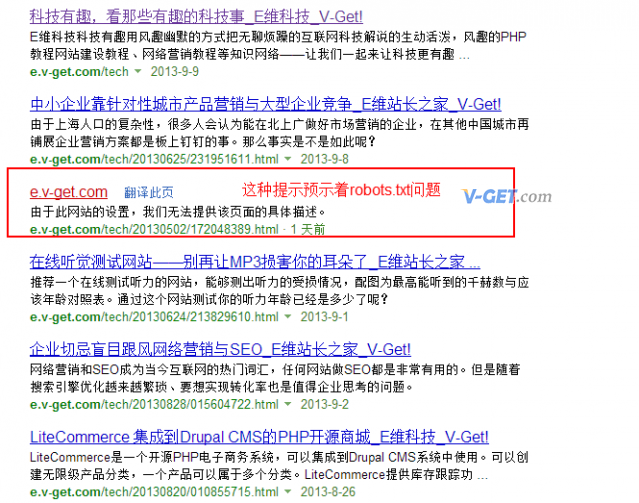 科技有趣，看那些有趣的科技事_E维科技_V-Get!
E维科技科技有趣用风趣幽默的方式把无聊烦躁的互联网科技解说的生动活泼，风趣的PHP
教程网站建设教程、网络营销教程等知识网络——让我们一起来让科技更有趣 ...
e.v-get.com/tech 2013-9-9
中小企业靠针对性城市产品营销与大型企业竞争_E维站长之家_V-Get!
由于上海人口的复杂性，很多人会认为能在北上广做好市场营销的企业，在其他中国城市再
铺展企业营销方案都是板上钉钉的事。那么事实是不是如此呢？
e.v-get.com/tech/20130625/231951611.html 2013-9-8
e.v-get.com 翻译此页 这种提示预示着robots.txt问题 V-GET.com
由于此网站的设置，我们无法提供该页面的具体描述。
e.v-get.com/tech/20130502/172048389.html · 1 天前
在线听觉测试网站——别再让MP3损害你的耳朵了_E维站长之家 ...
推荐一个在线测试听力的网站，能够测出听力的受损情况，配图为最高能听到的千赫数与应
该年龄对照表。通过这个网站测试你的听力年龄已经是多少了呢？
e.v-get.com/tech/20130624/213829610.html 2013-9-1
企业切忌盲目跟风网络营销与SEO_E维站长之家_V-Get!
网络营销和SEO成为当今互联网的热门词汇，任何网站做SEO都是非常有用的。但是随着
搜索引擎优化越来越繁琐、要想实现转化率也是值得企业思考的问题。
e.v-get.com/tech/20130828/015604722.html 2013-9-2
LiteCommerce 集成到Drupal CMS的PHP开源商城_E维科技_V-Get!
LiteCommerce是一个开源PHP电子商务系统，可以集成到Drupal CMS系统中使用。可以创
建无限级产品分类，一个产品可以属于多个分类。LiteCommerce提供库存跟踪功 ...
e.v-get.com/tech/20130820/010855715.html 2013-8-26